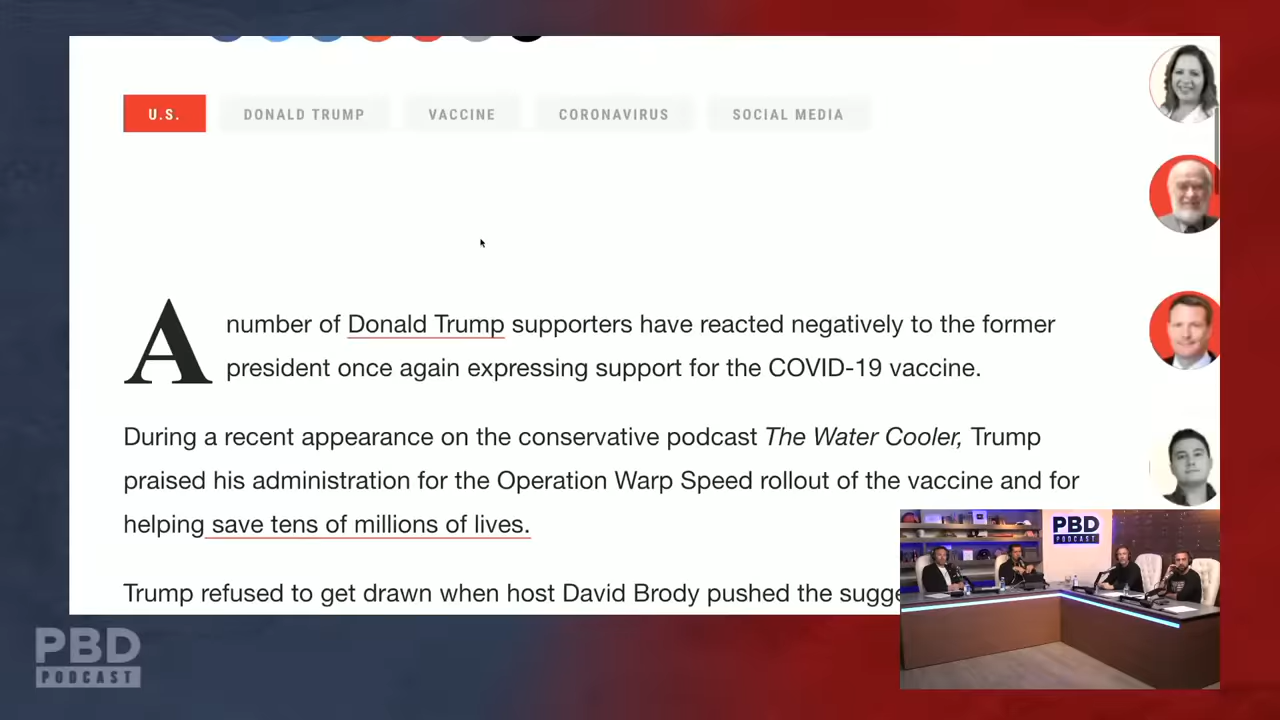 U.S.
DONALD TRUMP
VACCINE
CORONAVIRUS
SOCIAL MEDIA
A number of Donald Trump supporters have reacted negatively to the former
president once again expressing support for the COVID-19 vaccine.
During a recent appearance on the conservative podcast The Water Cooler, Trump
praised his administration for the Operation Warp Speed rollout of the vaccine and for
helping save tens of millions of lives.
Trump refused to get drawn when host David Brody pushed the sugge
PBD
PODCAST
PBD
PODCAST